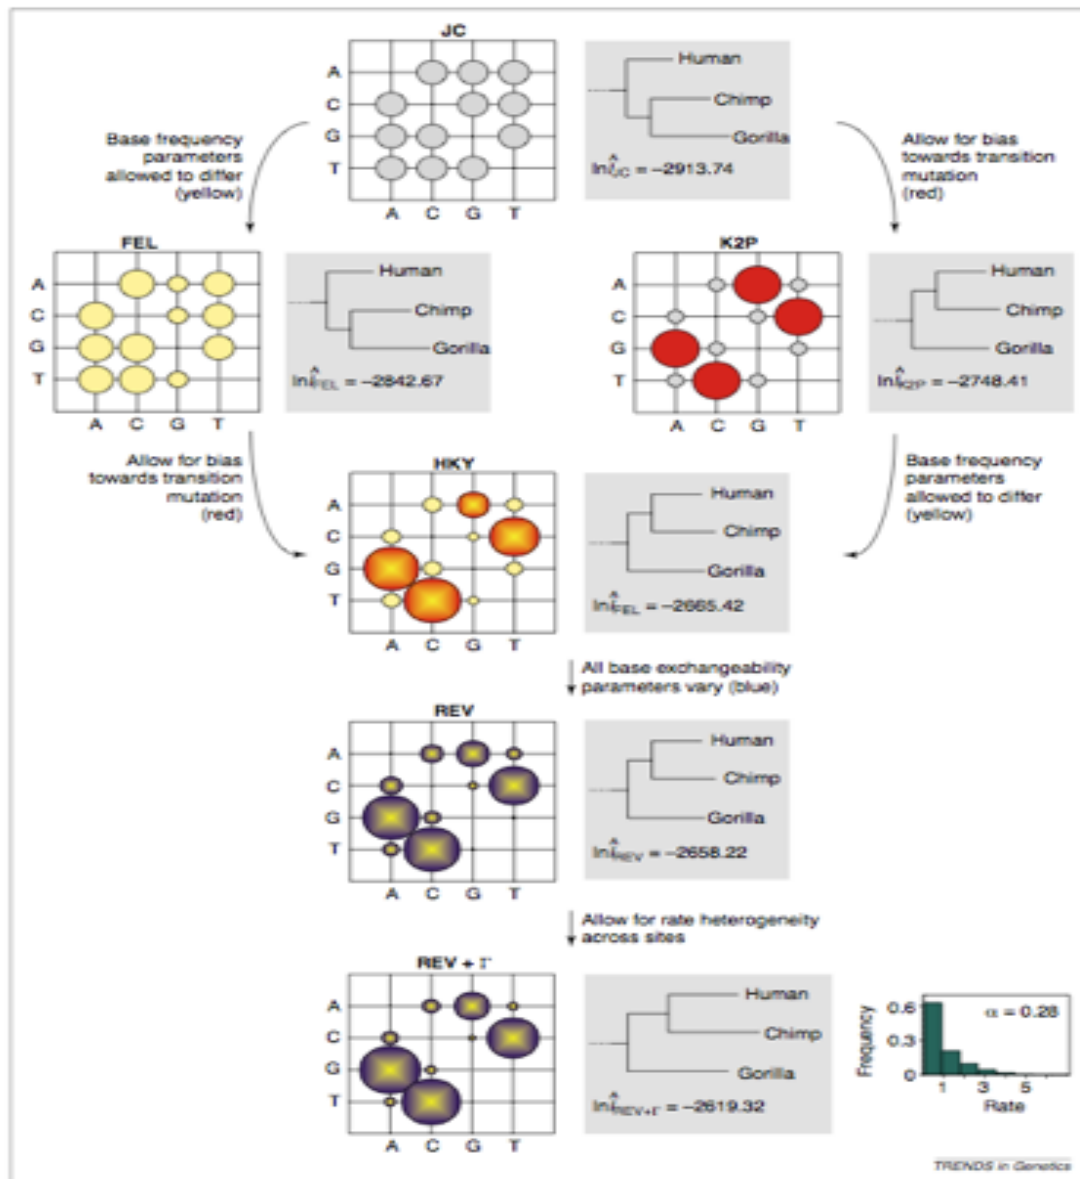 JC
A
C
G
T
A C G T
Human
Chimp
Gorilla
lnl̂JC = −2913.74
Base frequency
parameters
allowed to differ
(yellow)
Allow for bias
towards transition
mutation
(red)
FEL
A
C
G
T
A C G T
Human
Chimp
Gorilla
lnl̂FEL = −2842.67
K2P
A
C
G
T
A C G T
Human
Chimp
Gorilla
lnl̂K2P = −2748.41
Allow for bias
towards transition
mutation
(red)
Base frequency
parameters
allowed to differ
(yellow)
HKY
A
C
G
T
A C G T
Human
Chimp
Gorilla
lnl̂FEL = −2665.42
All base exchangeability
parameters vary (blue)
REV
A
C
G
T
A C G T
Human
Chimp
Gorilla
lnl̂REV = −2658.22
Allow for rate heterogeneity
across sites
REV + Γ
A
C
G
T
A C G T
Human
Chimp
Gorilla
lnl̂REV+Γ = −2619.32
Frequency
0.6
0.3
0
α = 0.28
1 3 5
Rate
TRENDS in Genetics